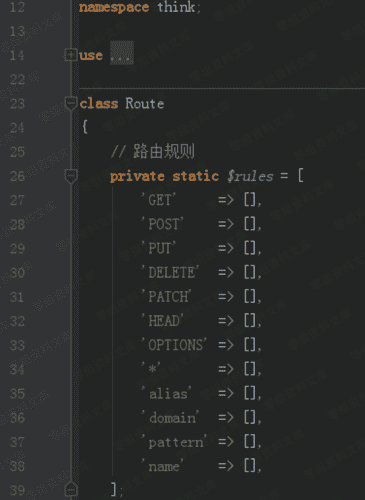 12 namespace think;
13
14 use ...
22
23 class Route
24 {
25 // 路由规则
26 private static $rules = [
27 'GET' => [],
28 'POST' => [],
29 'PUT' => [],
30 'DELETE' => [],
31 'PATCH' => [],
32 'HEAD' => [],
33 'OPTIONS' => [],
34 '*' => [],
35 'alias' => [],
36 'domain' => [],
37 'pattern' => [],
38 'name' => [],
39 ];